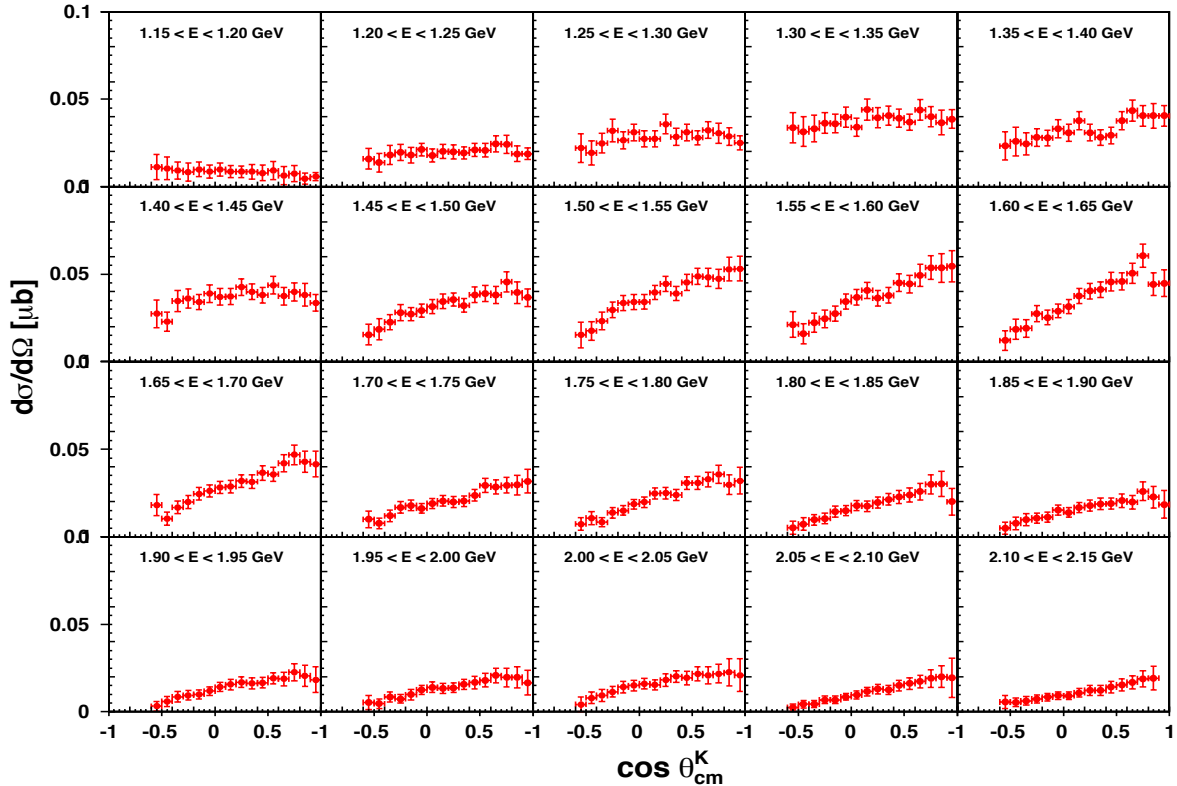 0.1
1.15 < E < 1.20 GeV 1.20 < E < 1.25 GeV 1.25 < E < 1.30 GeV 1.30 < E < 1.35 GeV 1.35 < E < 1.40 GeV
0.05
0.0
1.40 < E < 1.45 GeV 1.45 < E < 1.50 GeV 1.50 < E < 1.55 GeV 1.55 < E < 1.60 GeV 1.60 < E < 1.65 GeV
0.05
0.0
1.65 < E < 1.70 GeV 1.70 < E < 1.75 GeV 1.75 < E < 1.80 GeV 1.80 < E < 1.85 GeV 1.85 < E < 1.90 GeV
0.05
0.0
1.90 < E < 1.95 GeV 1.95 < E < 2.00 GeV 2.00 < E < 2.05 GeV 2.05 < E < 2.10 GeV 2.10 < E < 2.15 GeV
0.05
0
-1 -0.5 0 0.5 -1 -0.5 0 0.5 -1 -0.5 0 0.5 -1 -0.5 0 0.5 -1 -0.5 0 0.5 1
dσ/dΩ [μb]
cos θ^K_cm